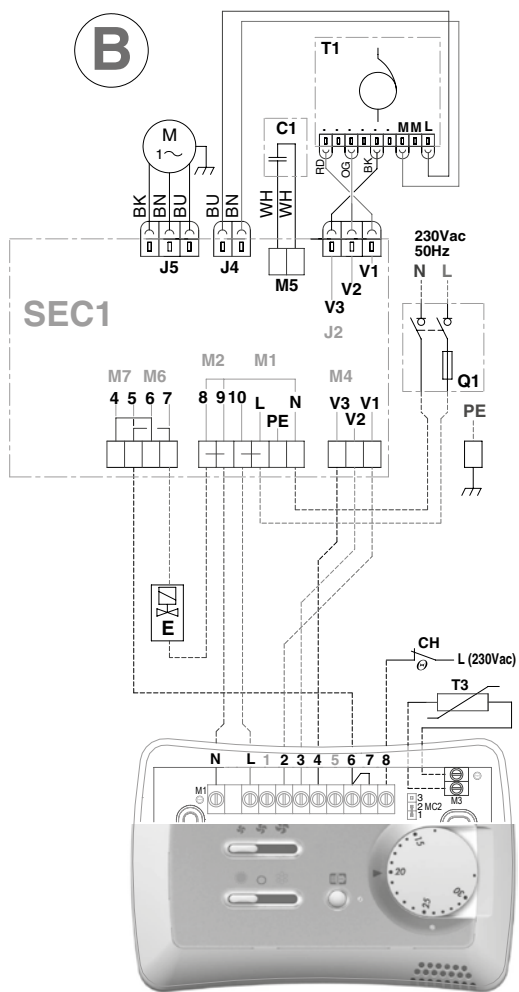 B
T1
- - - - - - M M L
RD
OG
BK
M
1~
C1
BK
BN
BU
BU
BN
WH
WH
J5
J4
M5
V1
V2
V3
J2
230Vac
50Hz
N L
Q1
PE
SEC1
M7 M6
4 5 6 7
M2 M1
8 9 10 L PE N
M4
V3 V2 V1
E
CH
L (230Vac)
T3
N L 1 2 3 4 5 6 7 8
M1
3
2 MC2
1
M3
15
20
25
30